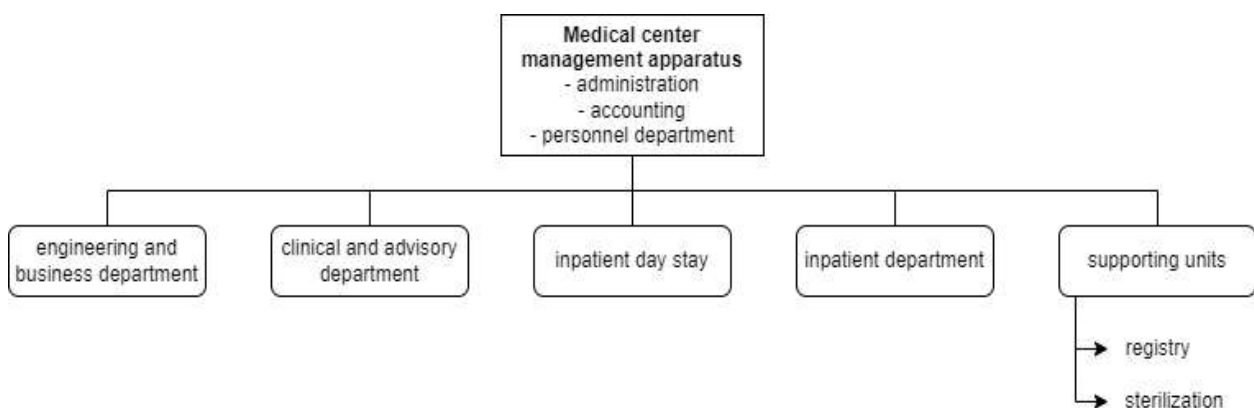 Medical center
management apparatus
- administration
- accounting
- personnel department
engineering and
business department
clinical and advisory
department
inpatient day stay
inpatient department
supporting units
registry
sterilization